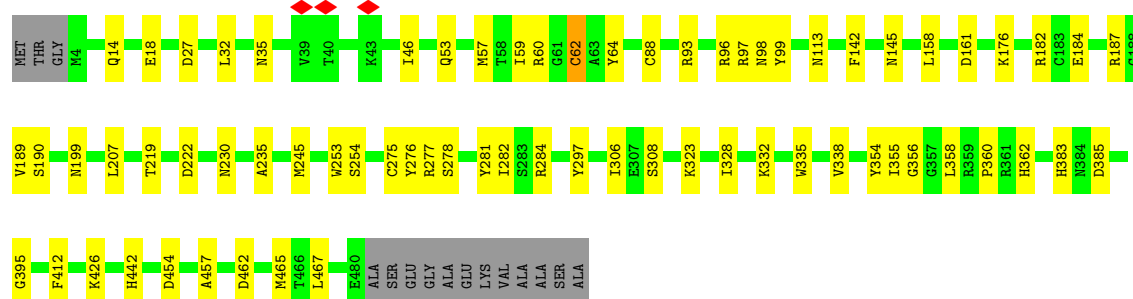 MET THR GLY M4 Q14 E18 D27 L32 N35 V39 T40 K43 I46 Q53 M57 T58 I59 R60 G61 C62 A63 Y64 C88 R93 R96 R97 N98 Y99 N113 F142 N145 L158 D161 K176 R182 C183 E184 R187 G188
V189 S190 N199 L207 T219 D222 N230 A235 M245 W253 S254 C275 Y276 R277 S278 Y281 I282 S283 R284 Y297 I306 E307 S308 K323 I328 K332 W335 V338 Y354 I355 G356 G357 L358 R359 P360 R361 H362 H383 N384 D385
G395 F412 K426 H442 D454 A457 D462 M465 T466 L467 E480 ALA SER GLU GLY ALA GLU LYS VAL ALA ALA SER ALA